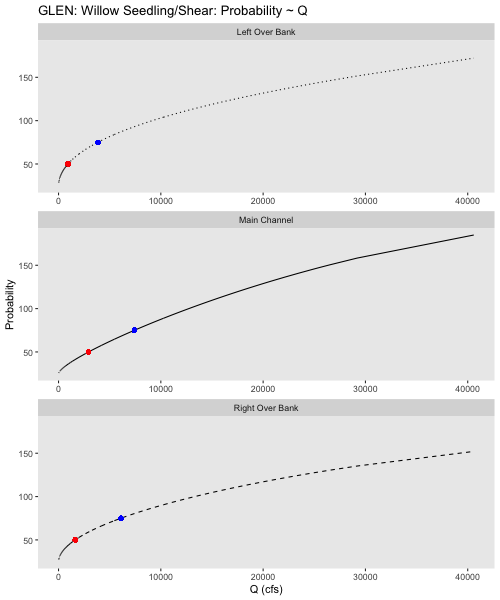 GLEN: Willow Seedling/Shear: Probability ~ Q
Left Over Bank
150
100
50
0 10000 20000 30000 40000
Main Channel
150
100
50
0 10000 20000 30000 40000
Probability
Right Over Bank
150
100
50
0 10000 20000 30000 40000
Q (cfs)